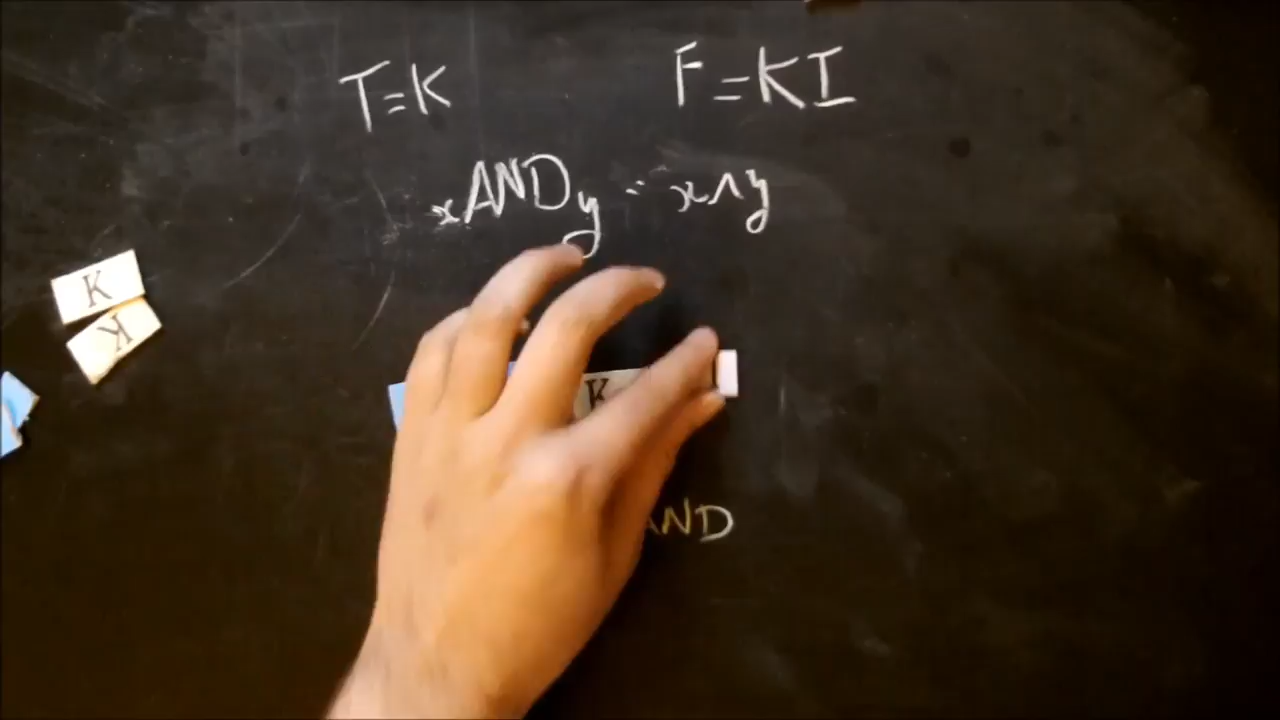 T=K F=KI
xANDy = x∧y
K
K
K
AND